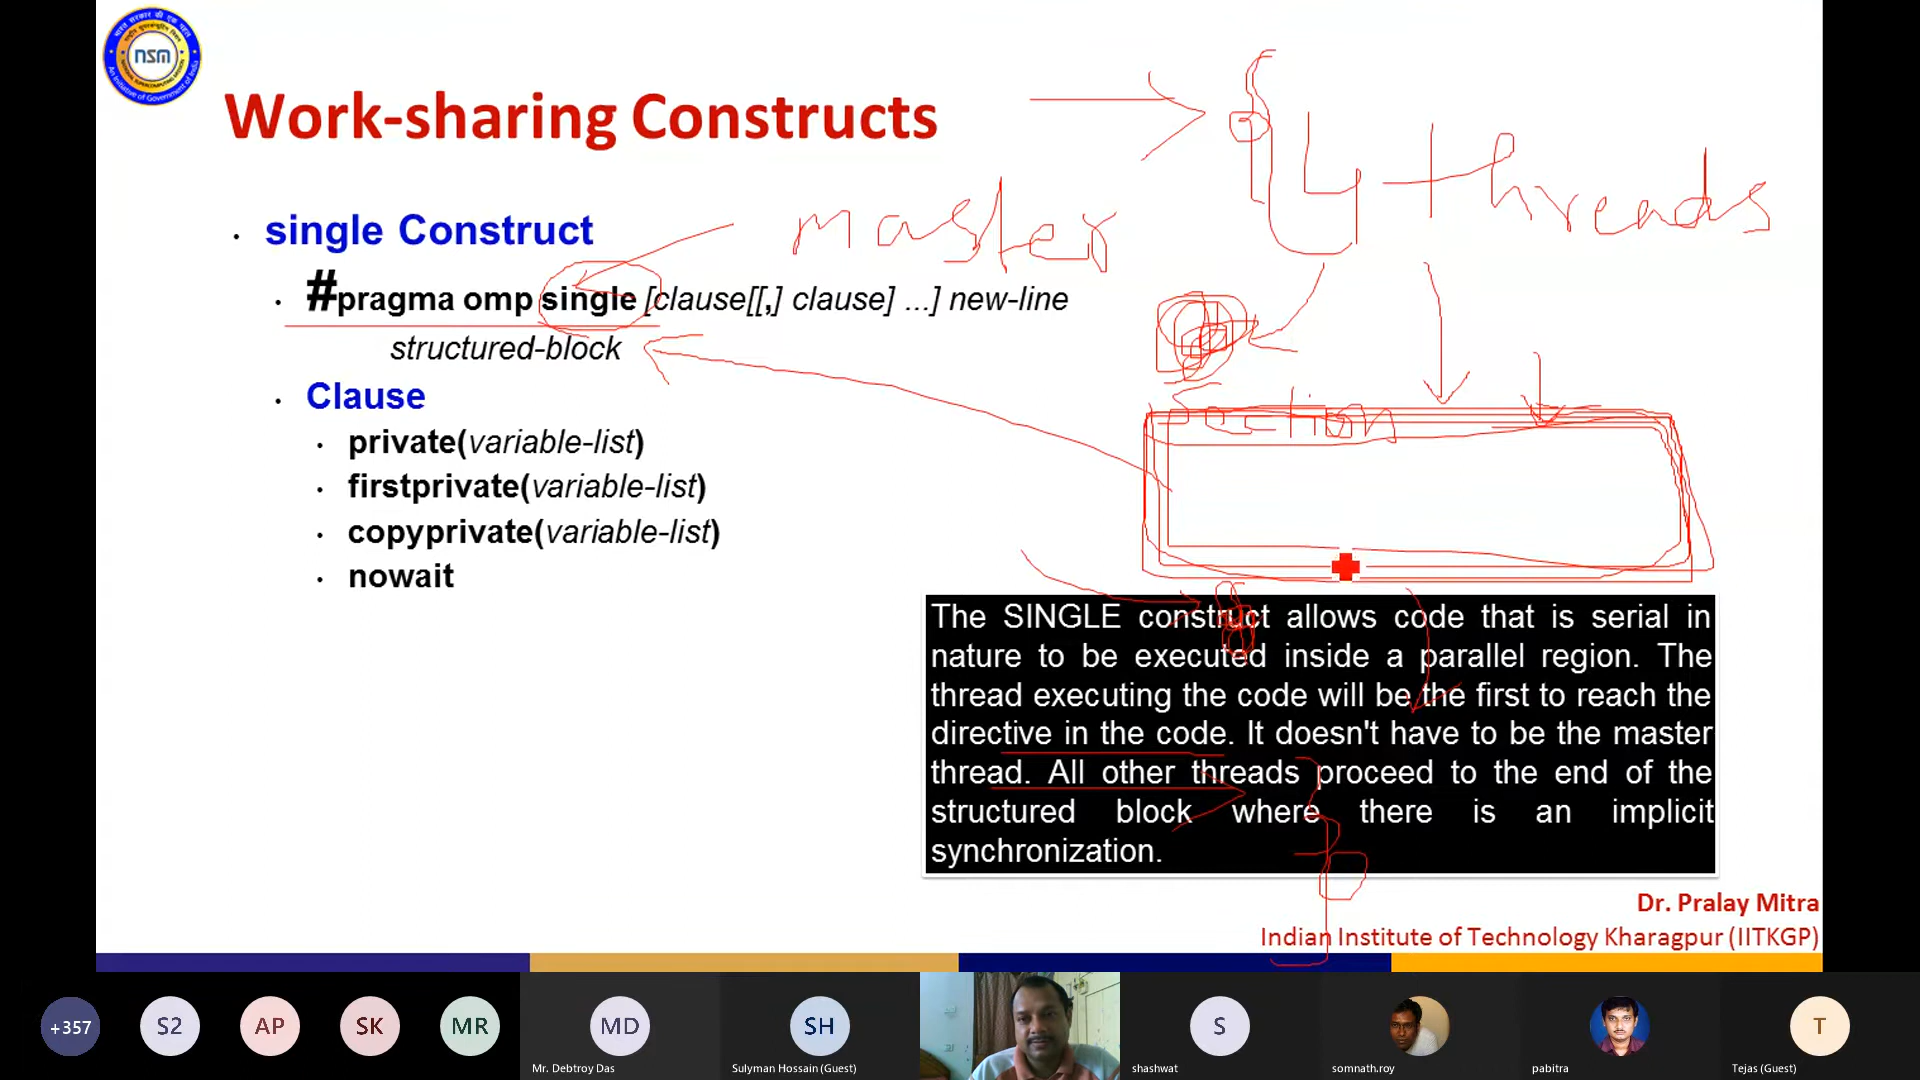 nsm
Work-sharing Constructs
4 threads
master
• single Construct
• #pragma omp single [clause[[,] clause] ...] new-line
structured-block
• Clause
• private(variable-list)
• firstprivate(variable-list)
• copyprivate(variable-list)
• nowait
section
The SINGLE construct allows code that is serial in
nature to be executed inside a parallel region. The
thread executing the code will be the first to reach the
directive in the code. It doesn't have to be the master
thread. All other threads proceed to the end of the
structured block where there is an implicit
synchronization.
Dr. Pralay Mitra
Indian Institute of Technology Kharagpur (IITKGP)
+357
S2
AP
SK
MR
MD
SH
S
T
Mr. Debtroy Das
Sulyman Hossain (Guest)
shashwat
somnath.roy
pabitra
Tejas (Guest)